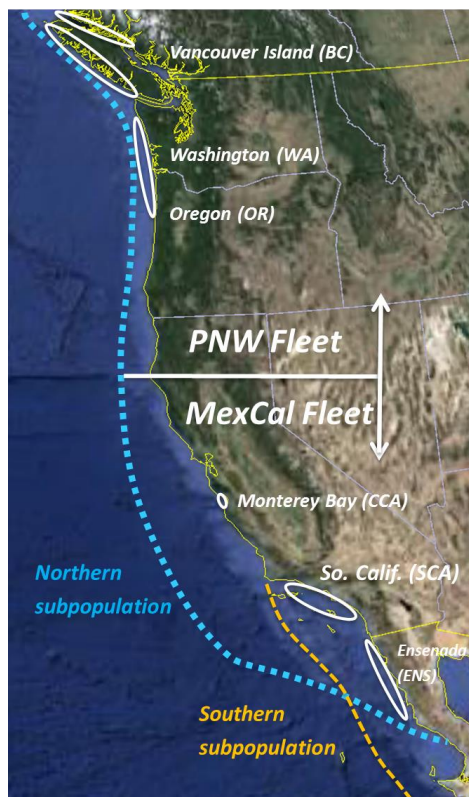 Vancouver Island (BC)
Washington (WA)
Oregon (OR)
PNW Fleet
MexCal Fleet
Monterey Bay (CCA)
Northern
subpopulation
So. Calif. (SCA)
Ensenada
(ENS)
Southern
subpopulation